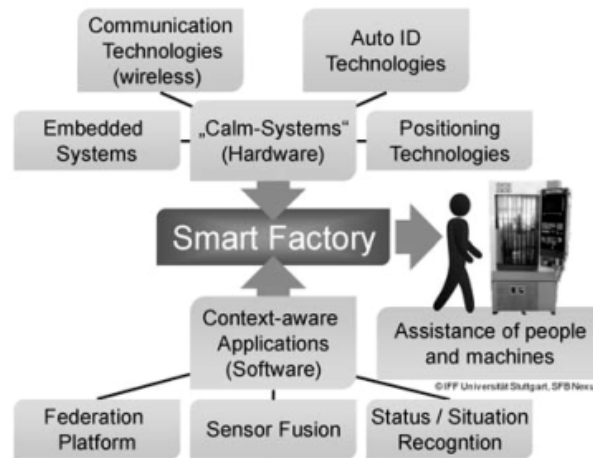 Communication
Technologies
(wireless)
Auto ID
Technologies
Embedded
Systems
„Calm-Systems“
(Hardware)
Positioning
Technologies
Smart Factory
Context-aware
Applications
(Software)
Assistance of people
and machines
© IFF Universität Stuttgart, SFB Nexu
Federation
Platform
Sensor Fusion
Status / Situation
Recogntion